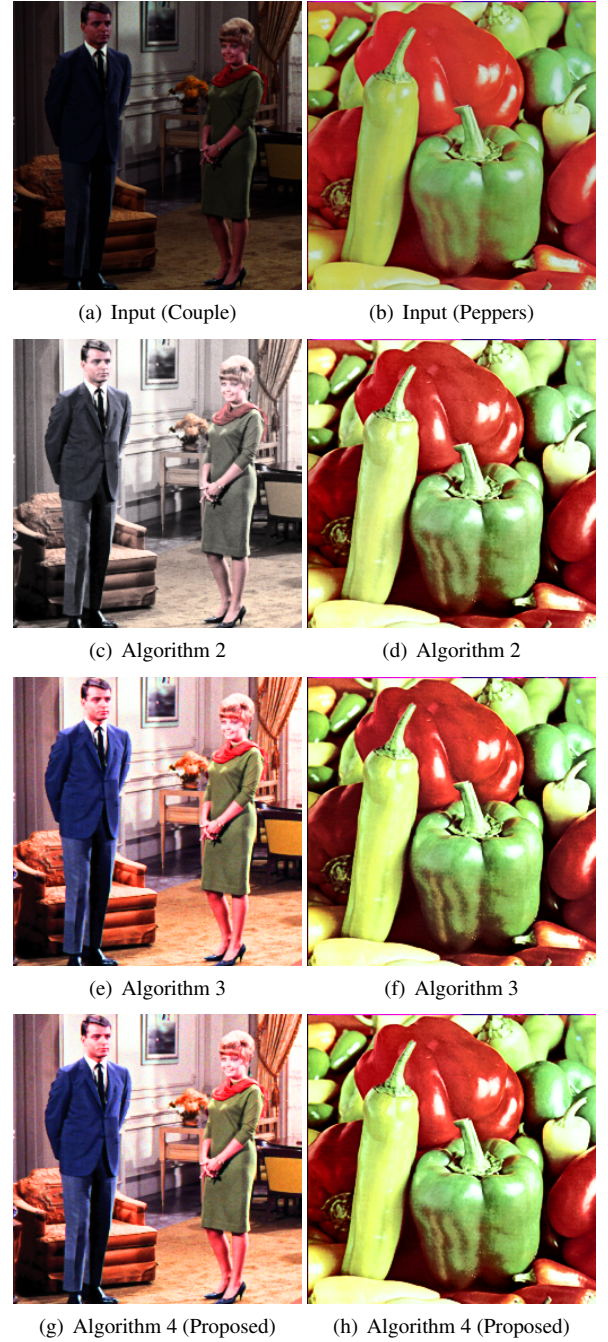 (a) Input (Couple)
(b) Input (Peppers)
(c) Algorithm 2
(d) Algorithm 2
(e) Algorithm 3
(f) Algorithm 3
(g) Algorithm 4 (Proposed)
(h) Algorithm 4 (Proposed)